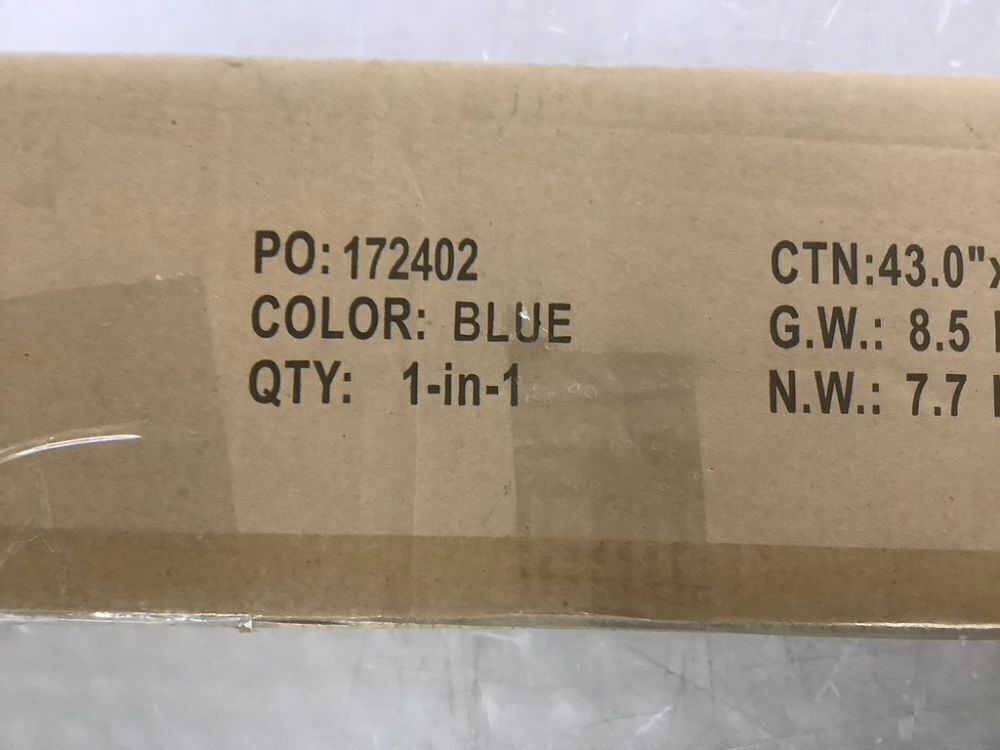 PO: 172402
COLOR: BLUE
QTY: 1-in-1
CTN:43.0"x
G.W.: 8.5
N.W.: 7.7